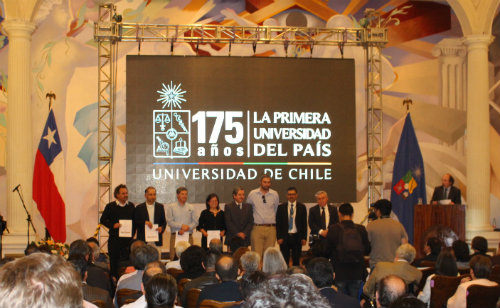 175
años
LA PRIMERA
UNIVERSIDAD
DEL PAÍS
UNIVERSIDAD DE CHILE